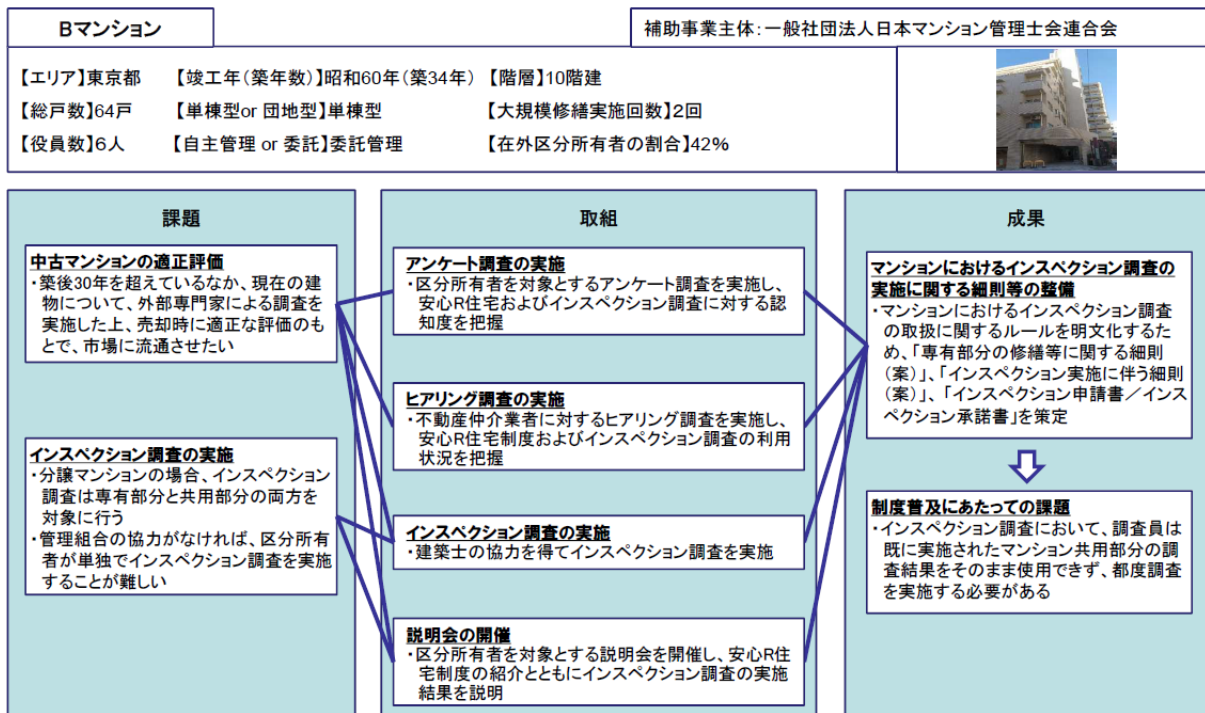 Bマンション
補助事業主体：一般社団法人日本マンション管理士会連合会
【エリア】東京都　【竣工年（築年数）】昭和60年（築34年）　【階層】10階建
【総戸数】64戸　【単棟型or 団地型】単棟型　【大規模修繕実施回数】2回
【役員数】6人　【自主管理 or 委託】委託管理　【在外区分所有者の割合】42%
課題
中古マンションの適正評価
・築後30年を超えているなか、現在の建
物について、外部専門家による調査を
実施した上、売却時に適正な評価のも
とで、市場に流通させたい
インスペクション調査の実施
・分譲マンションの場合、インスペクション
調査は専有部分と共用部分の両方を
対象に行う
・管理組合の協力がなければ、区分所有
者が単独でインスペクション調査を実施
することが難しい
取組
アンケート調査の実施
・区分所有者を対象とするアンケート調査を実施し、
安心R住宅およびインスペクション調査に対する認
知度を把握
ヒアリング調査の実施
・不動産仲介業者に対するヒアリング調査を実施し、
安心R住宅制度およびインスペクション調査の利用
状況を把握
インスペクション調査の実施
・建築士の協力を得てインスペクション調査を実施
説明会の開催
・区分所有者を対象とする説明会を開催し、安心R住
宅制度の紹介とともにインスペクション調査の実施
結果を説明
成果
マンションにおけるインスペクション調査の
実施に関する細則等の整備
・マンションにおけるインスペクション調査
の取扱に関するルールを明文化するた
め、「専有部分の修繕等に関する細則
（案）」、「インスペクション実施に伴う細則
（案）」、「インスペクション申請書／インス
ペクション承諾書」を策定
制度普及にあたっての課題
・インスペクション調査において、調査員は
既に実施されたマンション共用部分の調
査結果をそのまま使用できず、都度調査
を実施する必要がある